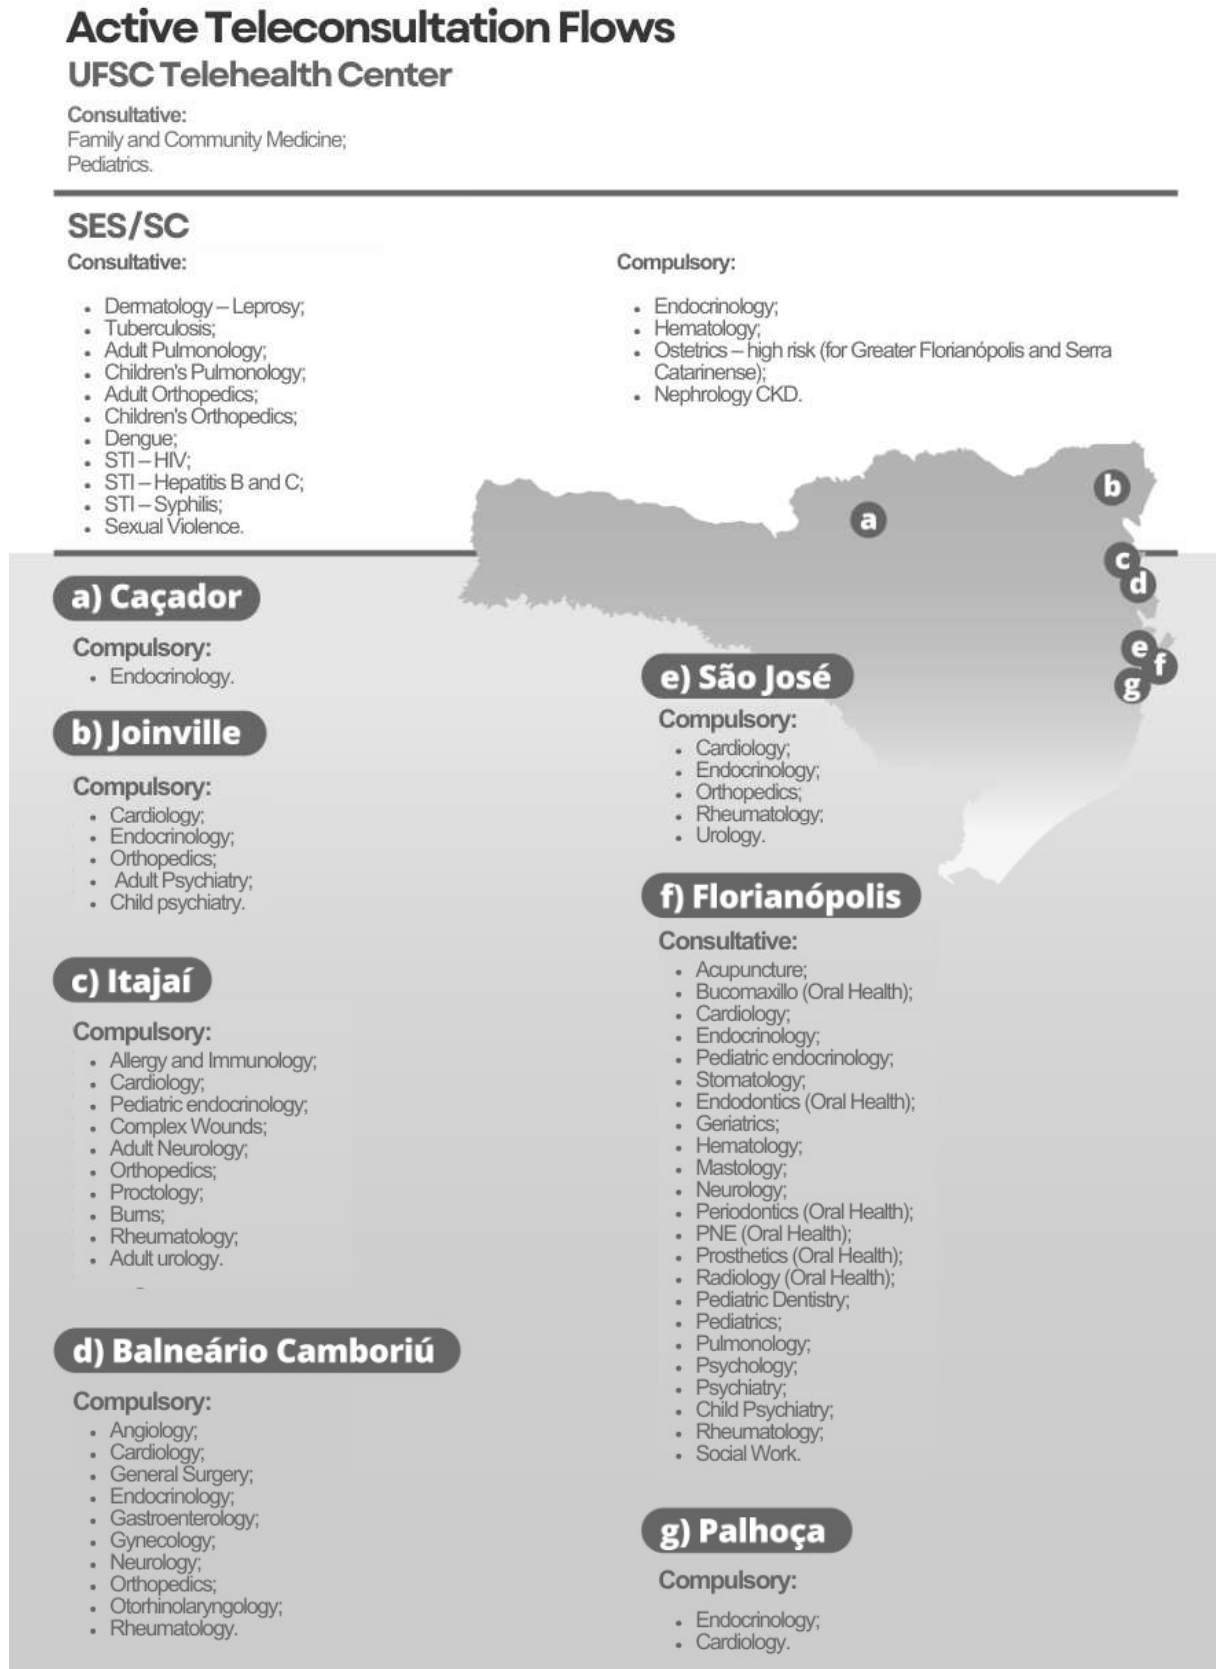 Active Teleconsultation Flows
UFSC Telehealth Center
Consultative:
Family and Community Medicine;
Pediatrics.
SES/SC
Consultative:
• Dermatology – Leprosy;
• Tuberculosis;
• Adult Pulmonology;
• Children's Pulmonology;
• Adult Orthopedics;
• Children's Orthopedics;
• Dengue;
• STI – HIV;
• STI – Hepatitis B and C;
• STI – Syphilis;
• Sexual Violence.
Compulsory:
• Endocrinology;
• Hematology;
• Ostetrics – high risk (for Greater Florianópolis and Serra
Catarinense);
• Nephrology CKD.
a
b
c
d
e
f
g
a) Caçador
Compulsory:
• Endocrinology.
b) Joinville
Compulsory:
• Cardiology;
• Endocrinology;
• Orthopedics;
• Adult Psychiatry;
• Child psychiatry.
c) Itajaí
Compulsory:
• Allergy and Immunology;
• Cardiology;
• Pediatric endocrinology;
• Complex Wounds;
• Adult Neurology;
• Orthopedics;
• Proctology;
• Burns;
• Rheumatology;
• Adult urology.
d) Balneário Camboriú
Compulsory:
• Angiology;
• Cardiology;
• General Surgery;
• Endocrinology;
• Gastroenterology;
• Gynecology;
• Neurology;
• Orthopedics;
• Otorhinolaryngology;
• Rheumatology.
e) São José
Compulsory:
• Cardiology;
• Endocrinology;
• Orthopedics;
• Rheumatology;
• Urology.
f) Florianópolis
Consultative:
• Acupuncture;
• Bucomaxillo (Oral Health);
• Cardiology;
• Endocrinology;
• Pediatric endocrinology;
• Stomatology;
• Endodontics (Oral Health);
• Geriatrics;
• Hematology;
• Mastology;
• Neurology;
• Periodontics (Oral Health);
• PNE (Oral Health);
• Prosthetics (Oral Health);
• Radiology (Oral Health);
• Pediatric Dentistry;
• Pediatrics;
• Pulmonology;
• Psychology;
• Psychiatry;
• Child Psychiatry;
• Rheumatology;
• Social Work.
g) Palhoça
Compulsory:
• Endocrinology;
• Cardiology.